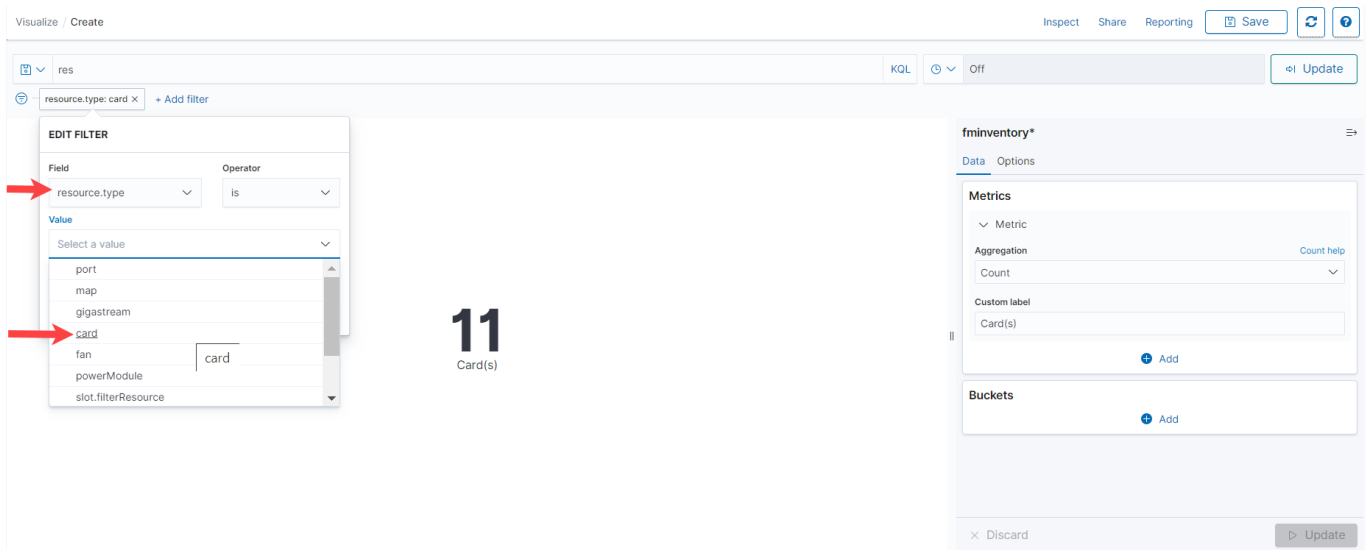 Visualize / Create
Inspect Share Reporting Save
res KQL Off Update
resource.type: card × + Add filter
EDIT FILTER
Field Operator
resource.type is
Value
Select a value
port
map
gigastream
card
fan
card
powerModule
slot.filterResource
11
Card(s)
fminventory*
Data Options
Metrics
Metric
Aggregation Count help
Count
Custom label
Card(s)
Add
Buckets
Add
× Discard Update